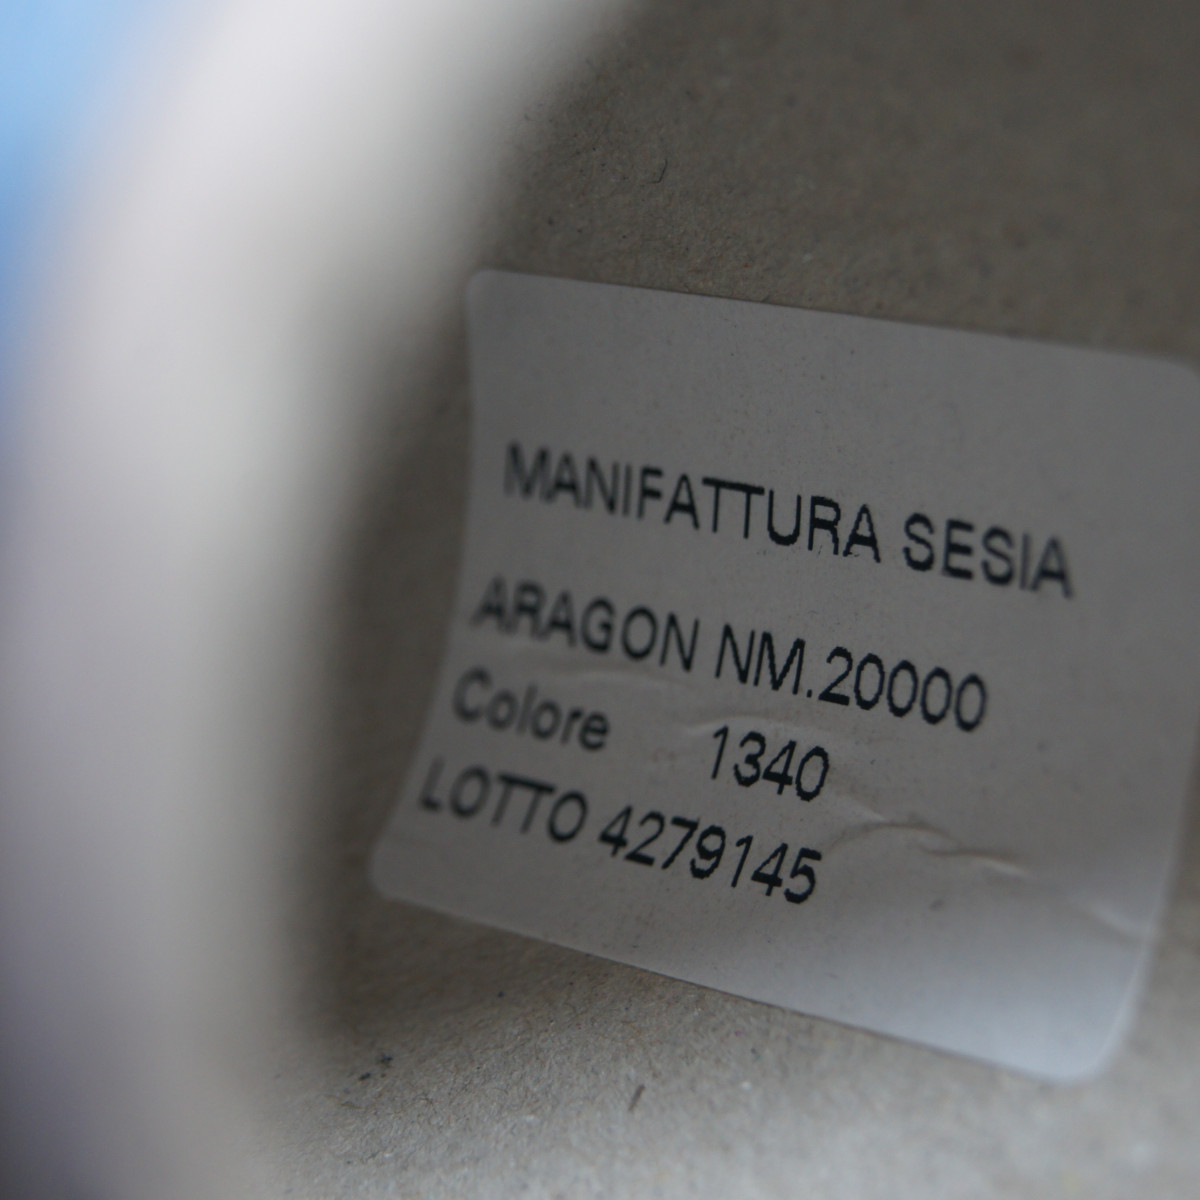 MANIFATTURA SESIA
ARAGON NM.20000
Colore 1340
LOTTO 4279145